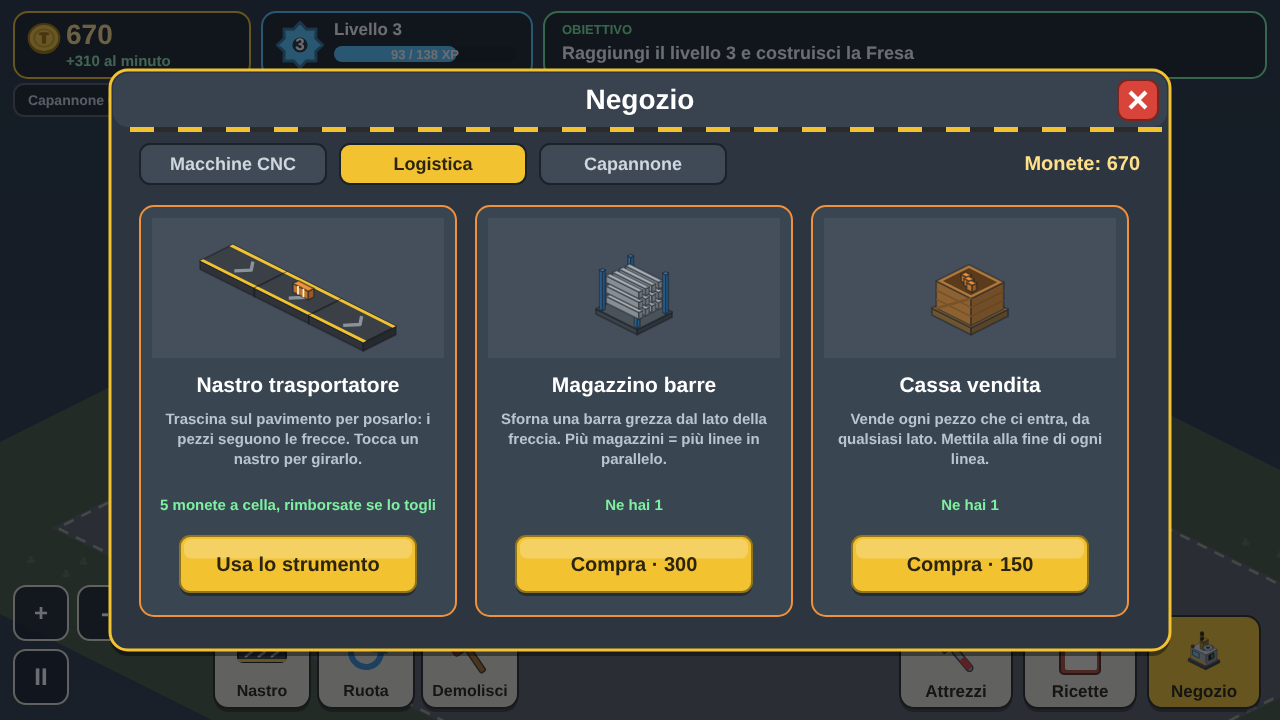 670
+310 al minuto
3
Livello 3
93 / 138 XP
OBIETTIVO
Raggiungi il livello 3 e costruisci la Fresa
Capannone
Negozio
Macchine CNC
Logistica
Capannone
Monete: 670
Nastro trasportatore
Trascina sul pavimento per posarlo: i
pezzi seguono le frecce. Tocca un
nastro per girarlo.
5 monete a cella, rimborsate se lo togli
Usa lo strumento
Magazzino barre
Sforna una barra grezza dal lato della
freccia. Più magazzini = più linee in
parallelo.
Ne hai 1
Compra · 300
Cassa vendita
Vende ogni pezzo che ci entra, da
qualsiasi lato. Mettila alla fine di ogni
linea.
Ne hai 1
Compra · 150
+
Nastro
Ruota
Demolisci
Attrezzi
Ricette
Negozio